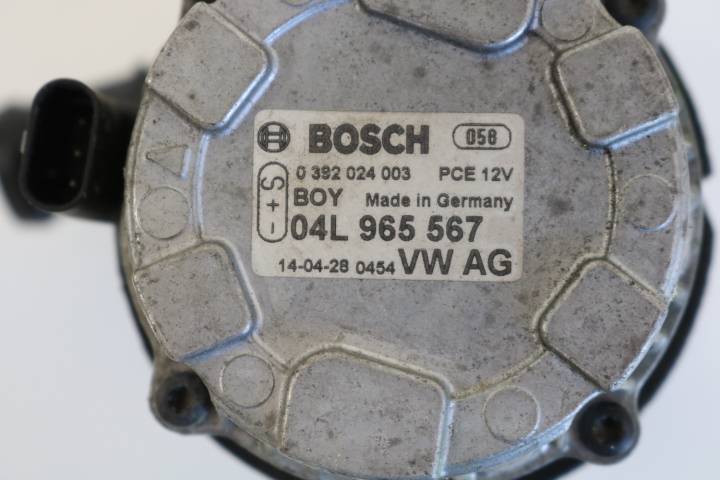 BOSCH 058
0 392 024 003 PCE 12V
BOY Made in Germany
- + S
04L 965 567
14-04-28 0454 VW AG